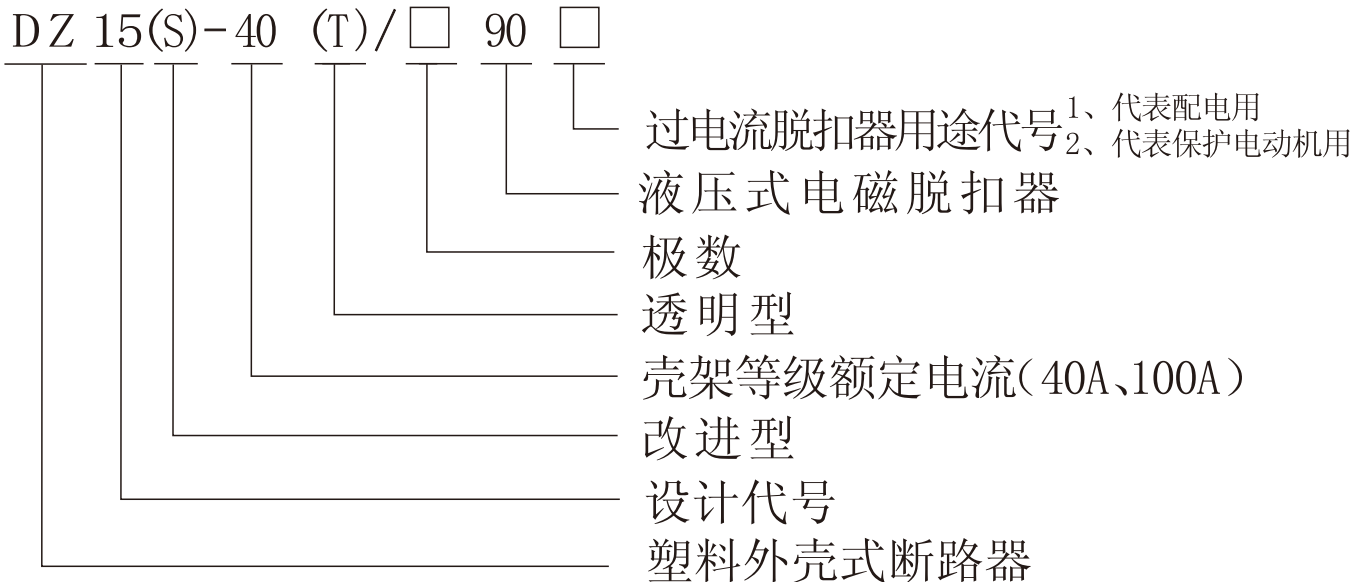 DZ 15(S)-40 (T)/□ 90 □
过电流脱扣器用途代号
1、代表配电用
2、代表保护电动机用
液压式电磁脱扣器
极数
透明型
壳架等级额定电流(40A、100A)
改进型
设计代号
塑料外壳式断路器